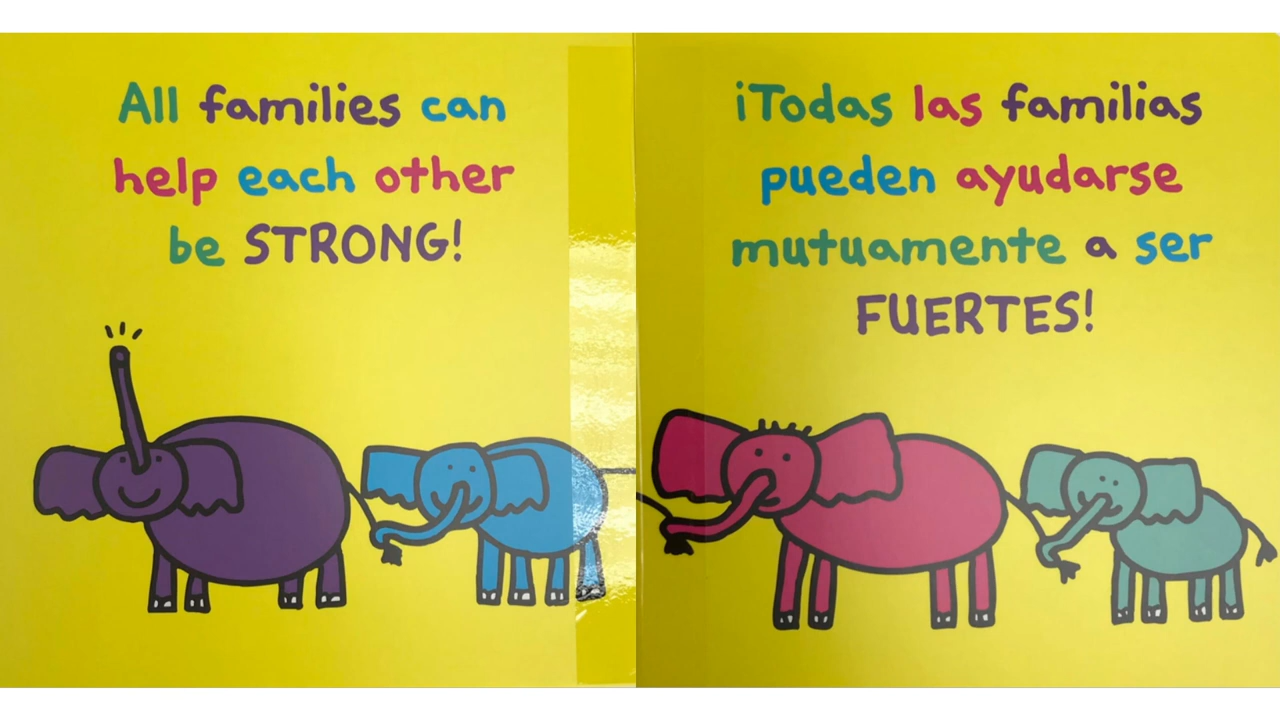 All families can
help each other
be STRONG!
¡Todas las familias
pueden ayudarse
mutuamente a ser
FUERTES!